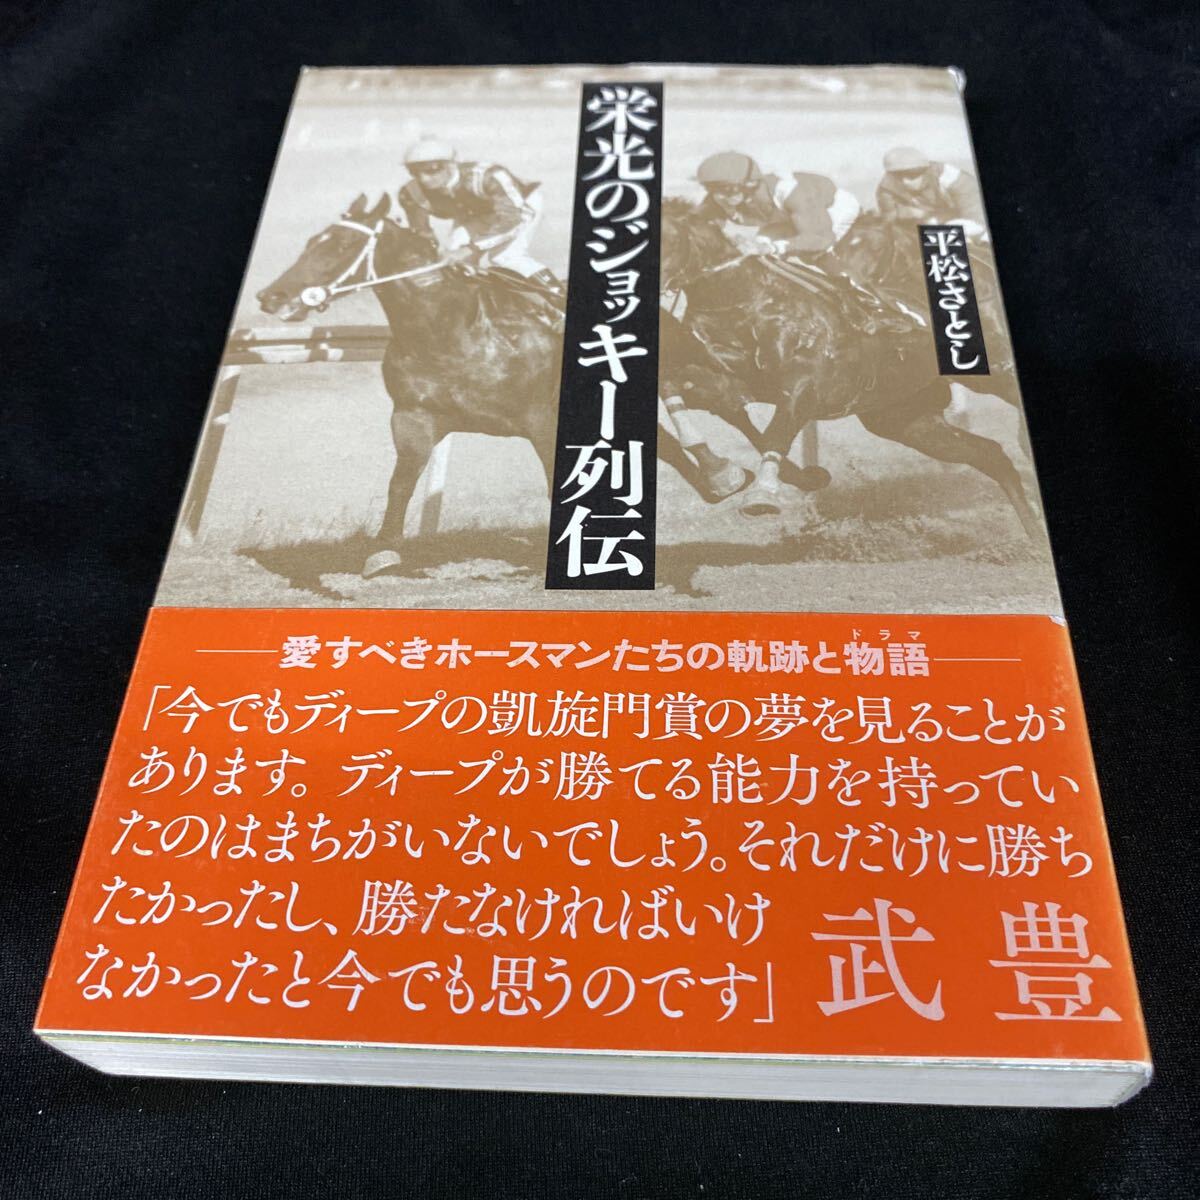 栄光のジョッキー列伝
平松さとし
愛すべきホースマンたちの軌跡と物語
ドラマ
「今でもディープの凱旋門賞の夢を見ることが
あります。ディープが勝てる能力を持ってい
たのはまちがいないでしょう。それだけに勝ち
たかったし、勝たなければいけ
なかったと今でも思うのです」
武豊